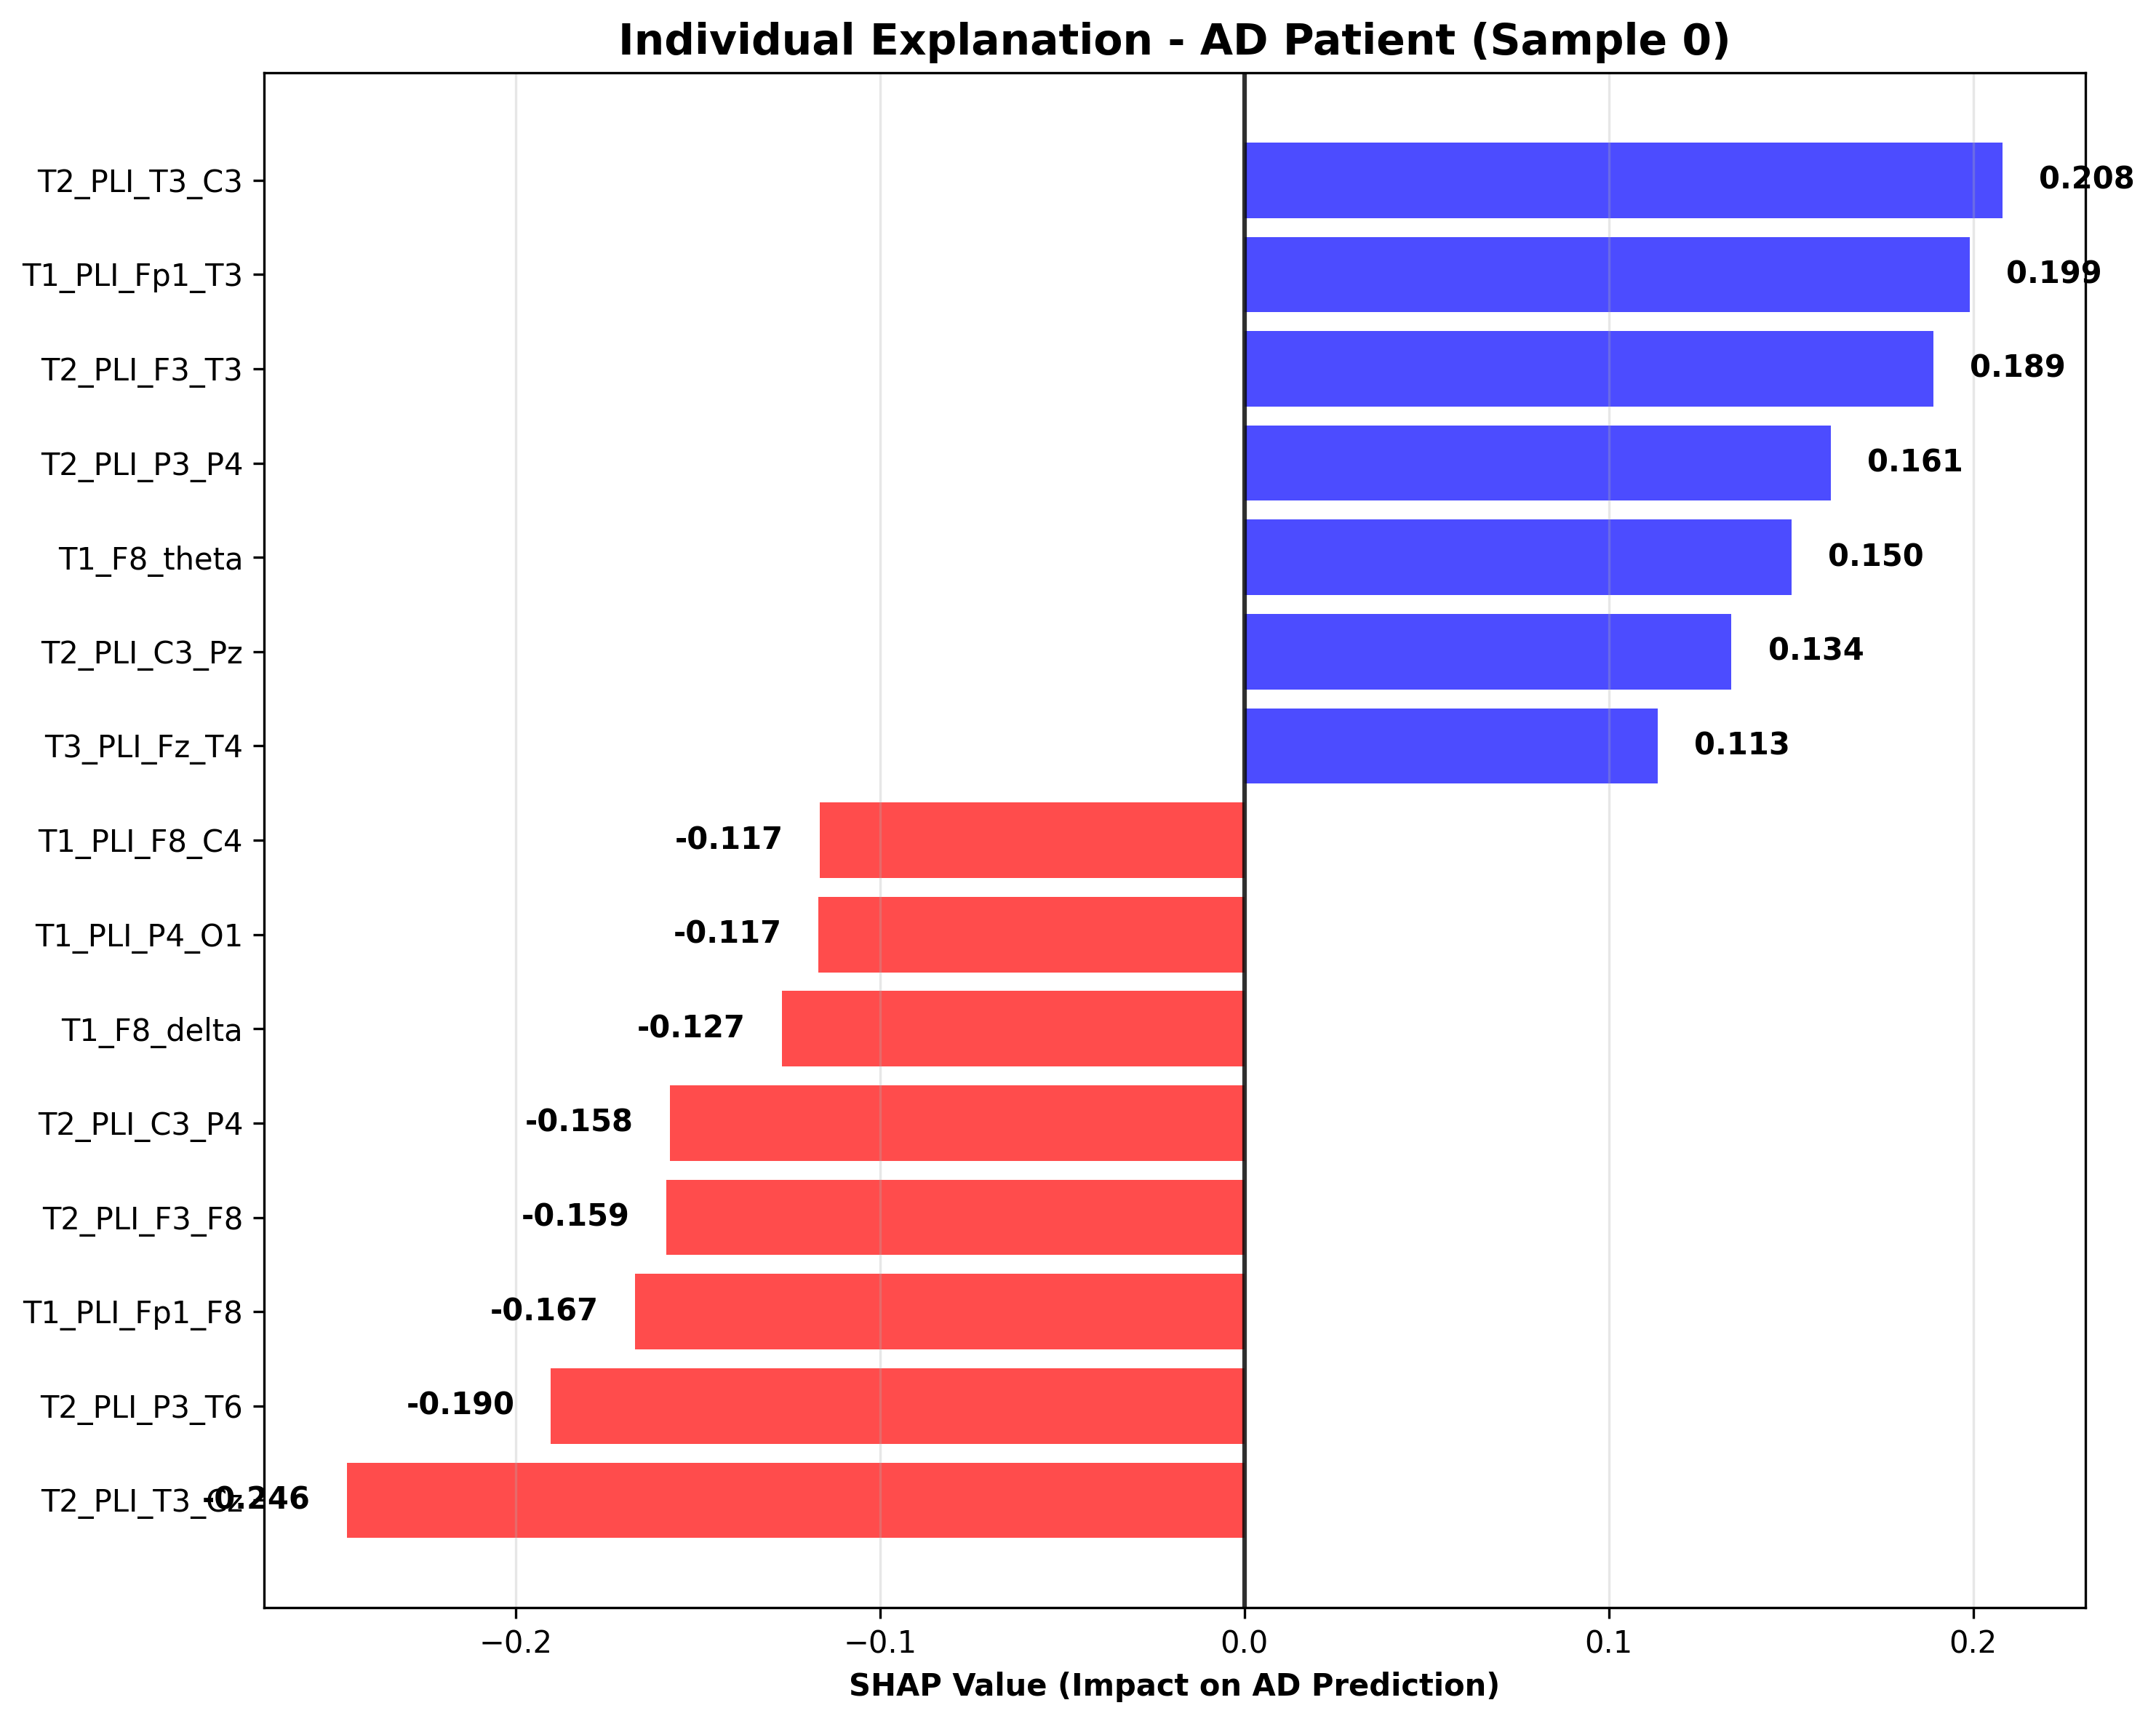 Individual Explanation - AD Patient (Sample 0)
T2_PLI_T3_C3
0.208
T1_PLI_Fp1_T3
0.199
T2_PLI_F3_T3
0.189
T2_PLI_P3_P4
0.161
T1_F8_theta
0.150
T2_PLI_C3_Pz
0.134
T3_PLI_Fz_T4
0.113
T1_PLI_F8_C4
-0.117
T1_PLI_P4_O1
-0.117
T1_F8_delta
-0.127
T2_PLI_C3_P4
-0.158
T2_PLI_F3_F8
-0.159
T1_PLI_Fp1_F8
-0.167
T2_PLI_P3_T6
-0.190
T2_PLI_T3_Cz
-0.246
−0.2
−0.1
0.0
0.1
0.2
SHAP Value (Impact on AD Prediction)